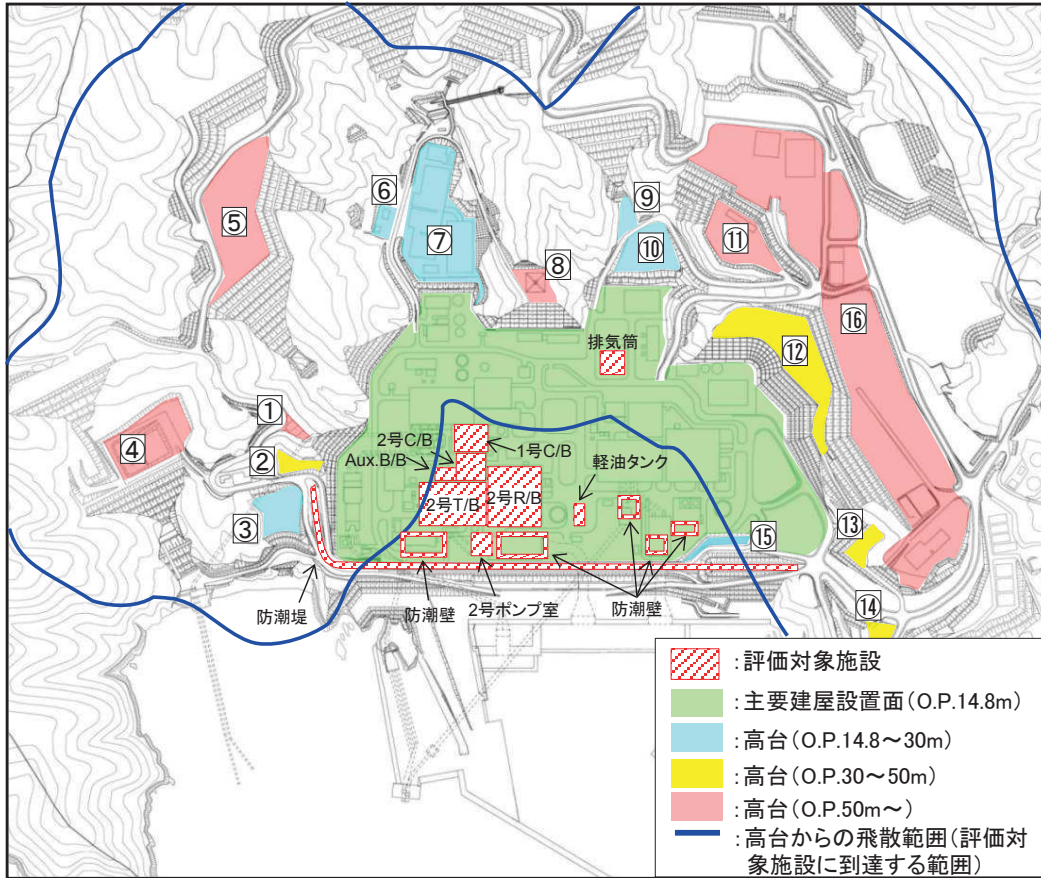 ⑤
⑥
⑦
⑧
⑨
⑩
⑪
⑫
⑯
排気筒
①
④
②
③
2号C/B
Aux.B/B
1号C/B
2号T/B
2号R/B
軽油タンク
⑬
⑮
⑭
防潮堤
防潮壁
2号ポンプ室
防潮壁
:評価対象施設
:主要建屋設置面(O.P.14.8m)
:高台(O.P.14.8~30m)
:高台(O.P.30~50m)
:高台(O.P.50m~)
:高台からの飛散範囲(評価対
象施設に到達する範囲)